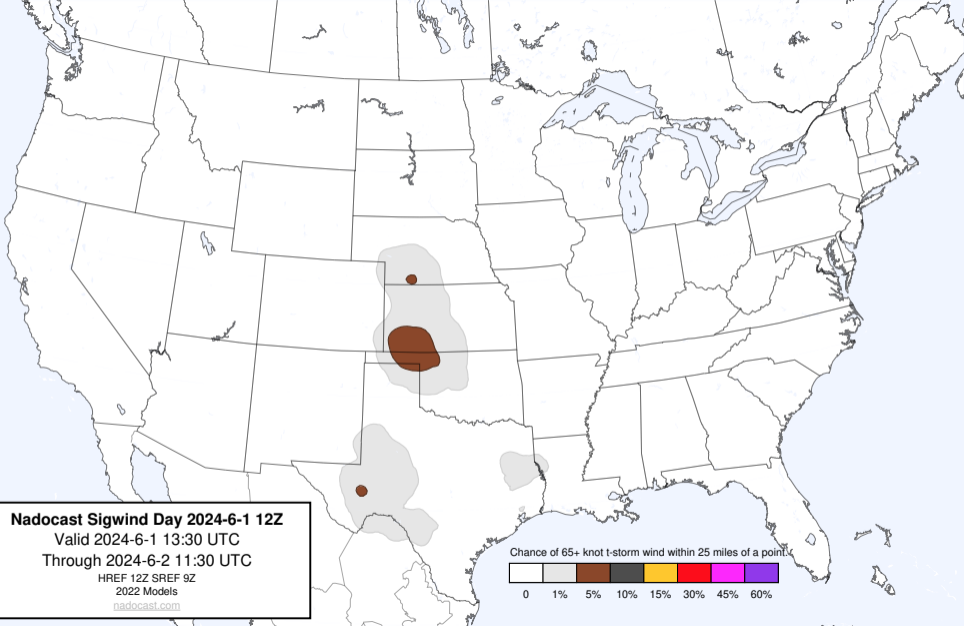 Nadocast Sigwind Day 2024-6-1 12Z
Valid 2024-6-1 13:30 UTC
Through 2024-6-2 11:30 UTC
HREF 12Z SREF 9Z
2022 Models
nadocast.com
Chance of 65+ knot t-storm wind within 25 miles of a point.
0 1% 5% 10% 15% 30% 45% 60%